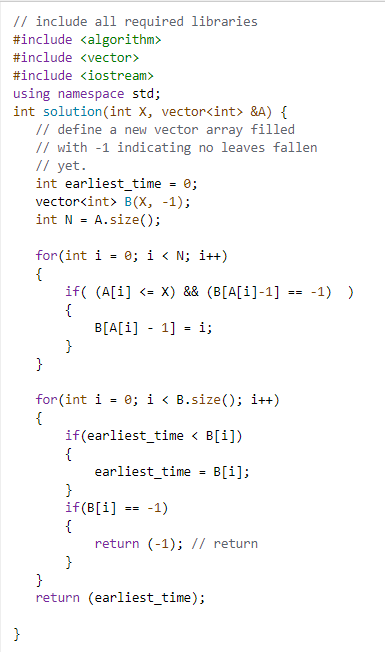 // include all required libraries
#include <algorithm>
#include <vector>
#include <iostream>
using namespace std;
int solution(int X, vector<int> &A) {
   // define a new vector array filled
   // with -1 indicating no leaves fallen
   // yet.
   int earliest_time = 0;
   vector<int> B(X, -1);
   int N = A.size();

   for(int i = 0; i < N; i++)
   {
       if( (A[i] <= X) && (B[A[i]-1] == -1)  )
       {
           B[A[i] - 1] = i;
       }
   }

   for(int i = 0; i < B.size(); i++)
   {
       if(earliest_time < B[i])
       {
           earliest_time = B[i];
       }
       if(B[i] == -1)
       {
           return (-1); // return
       }
   }
   return (earliest_time);

}